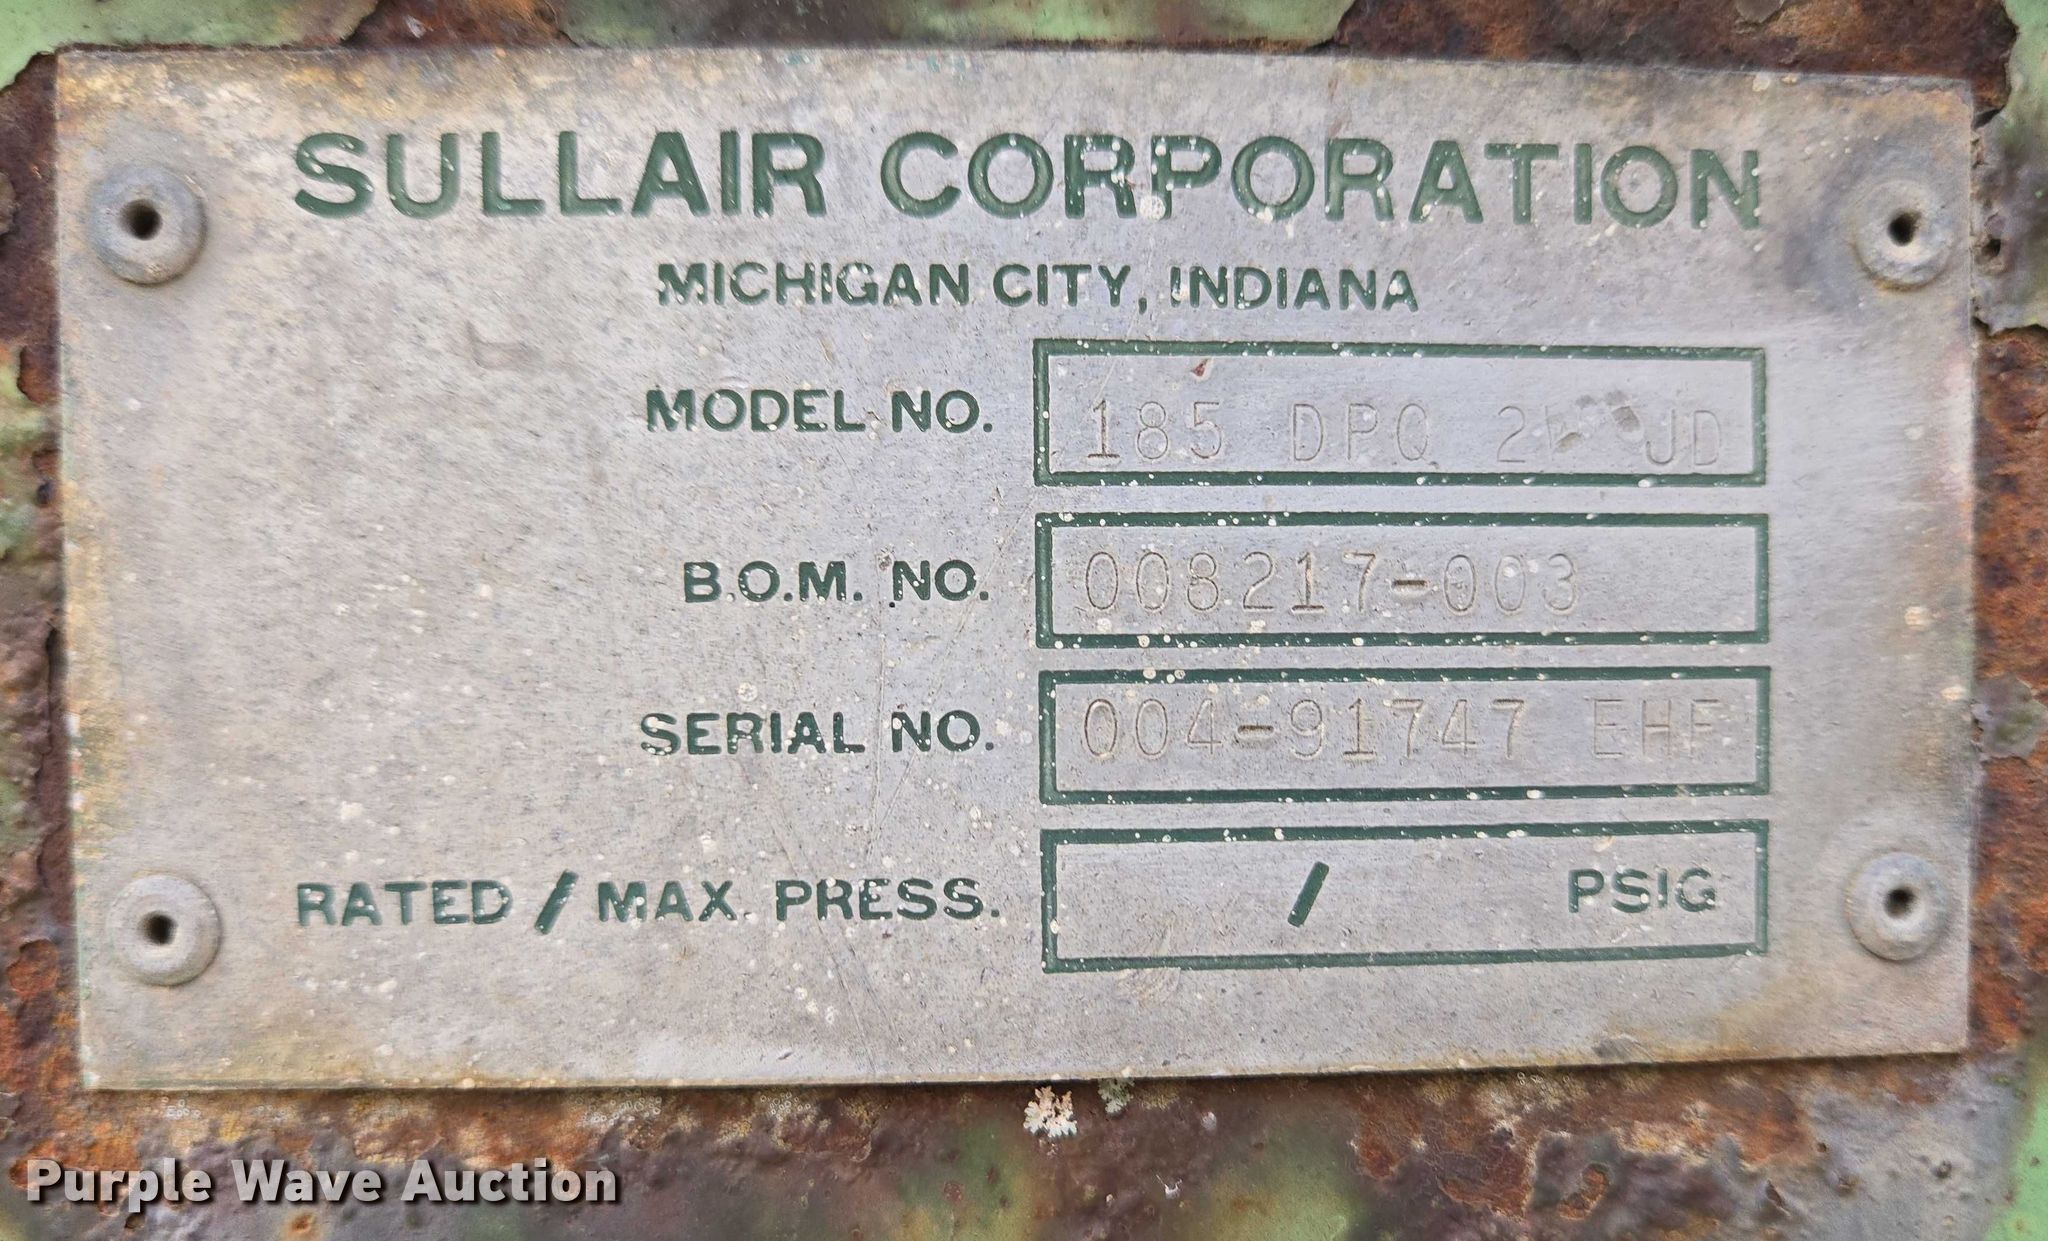 SULLAIR CORPORATION
MICHIGAN CITY, INDIANA
MODEL NO. 185 DPQ JD
B.O.M. NO. 008217-003
SERIAL NO. 004-91747 EHF
RATED / MAX. PRESS. / PSIG
Purple Wave Auction